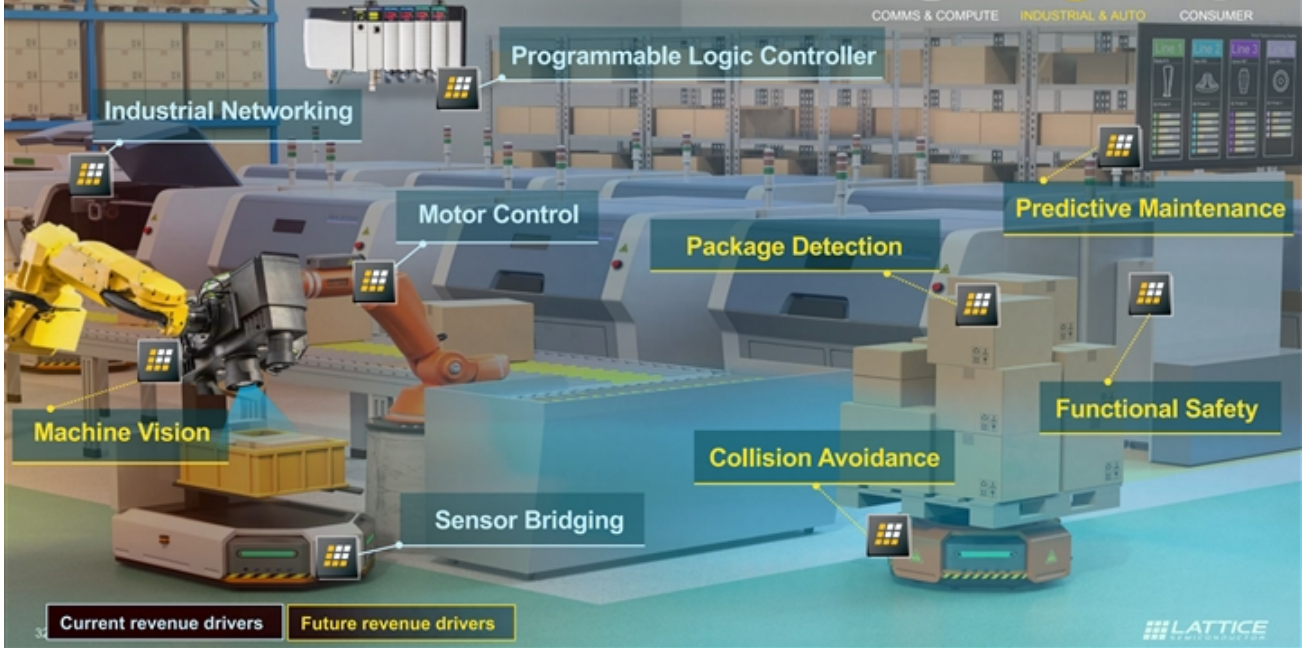 COMMS & COMPUTE INDUSTRIAL & AUTO CONSUMER
Programmable Logic Controller
Line 1 Line 2 Line 3
Industrial Networking
Predictive Maintenance
Motor Control
Package Detection
Functional Safety
Machine Vision
Collision Avoidance
Sensor Bridging
32
Current revenue drivers
Future revenue drivers
LATTICE
SEMICONDUCTOR